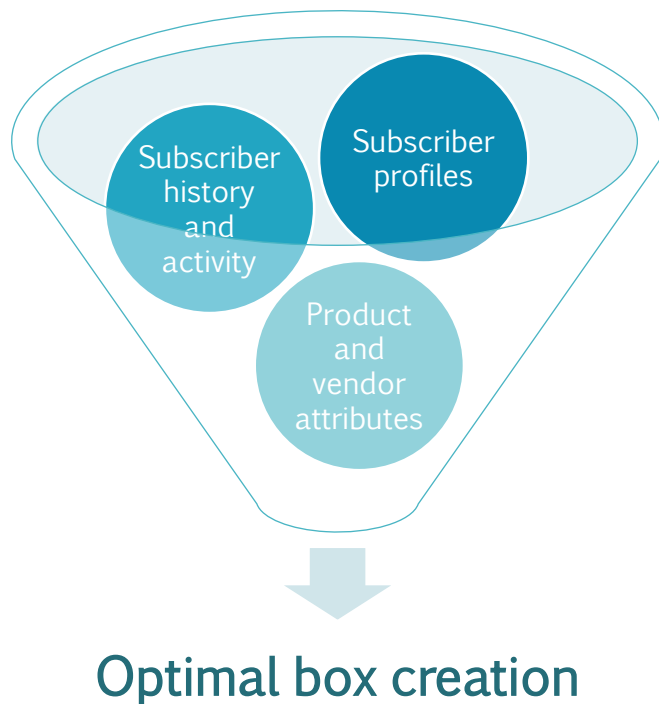 Subscriber
profiles
Subscriber
history
and
activity
Product
and
vendor
attributes
Optimal box creation